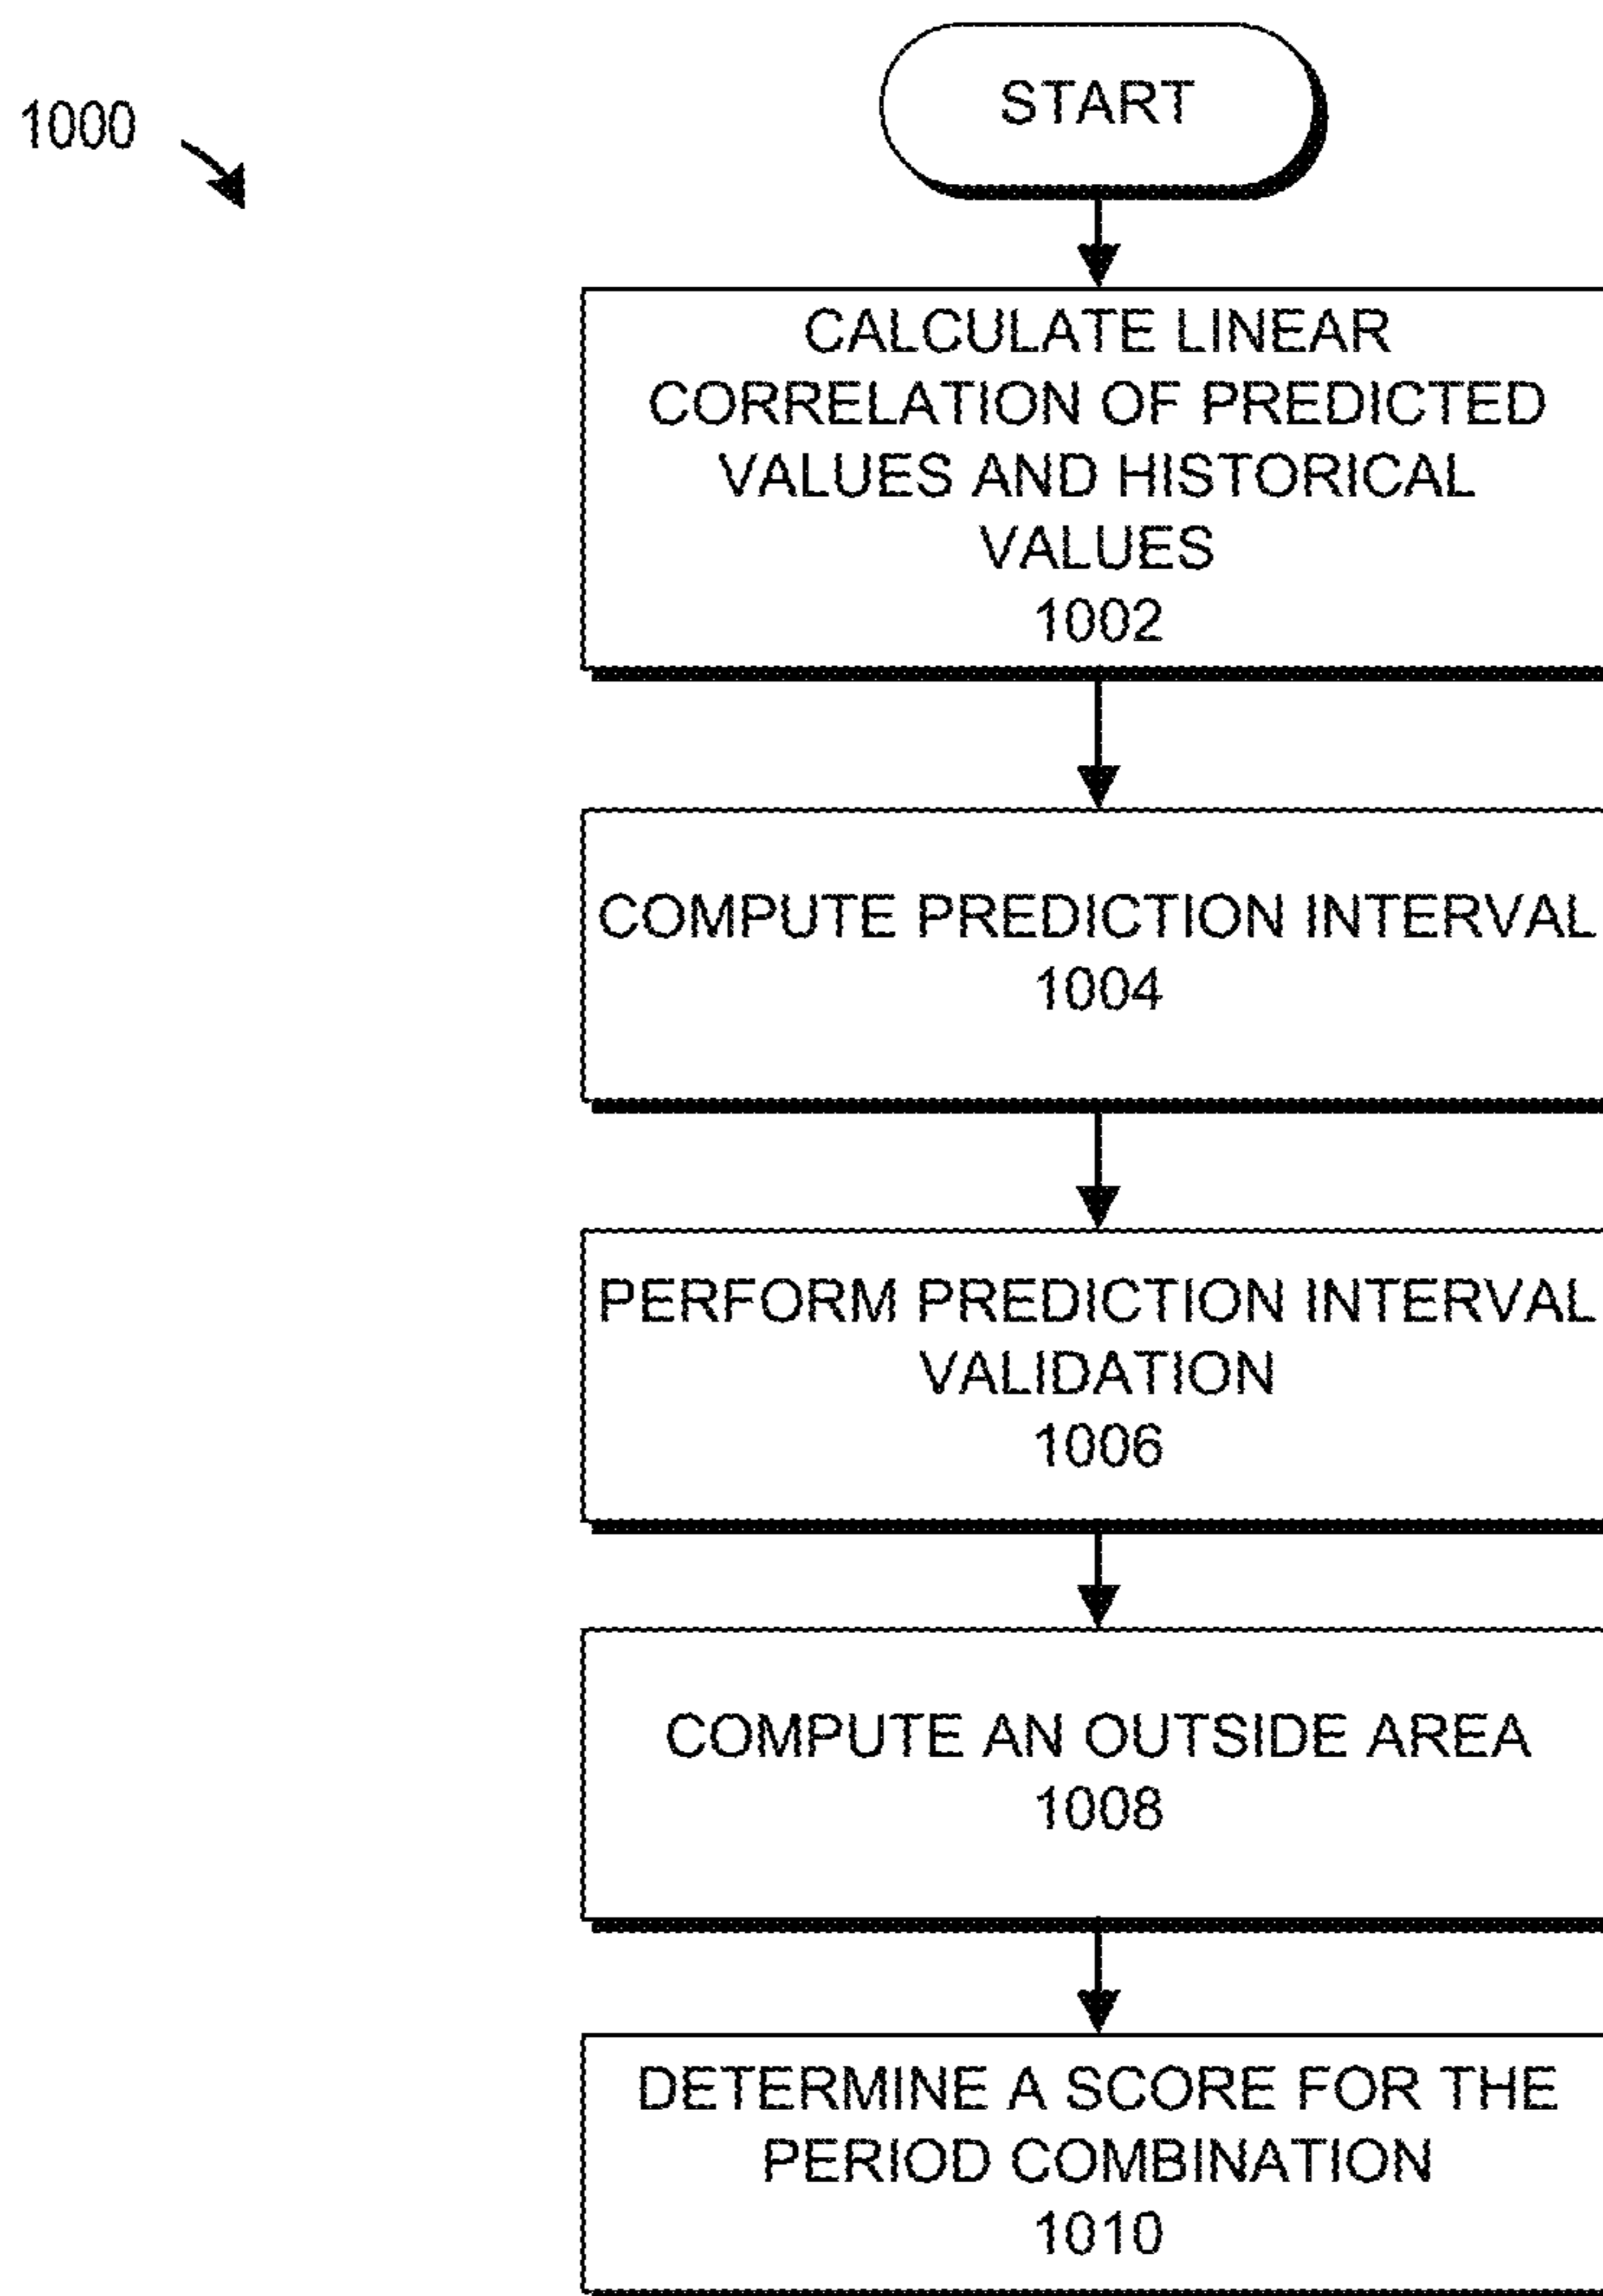 1000
START
CALCULATE LINEAR
CORRELATION OF PREDICTED
VALUES AND HISTORICAL
VALUES
1002
COMPUTE PREDICTION INTERVAL
1004
PERFORM PREDICTION INTERVAL
VALIDATION
1006
COMPUTE AN OUTSIDE AREA
1008
DETERMINE A SCORE FOR THE
PERIOD COMBINATION
1010